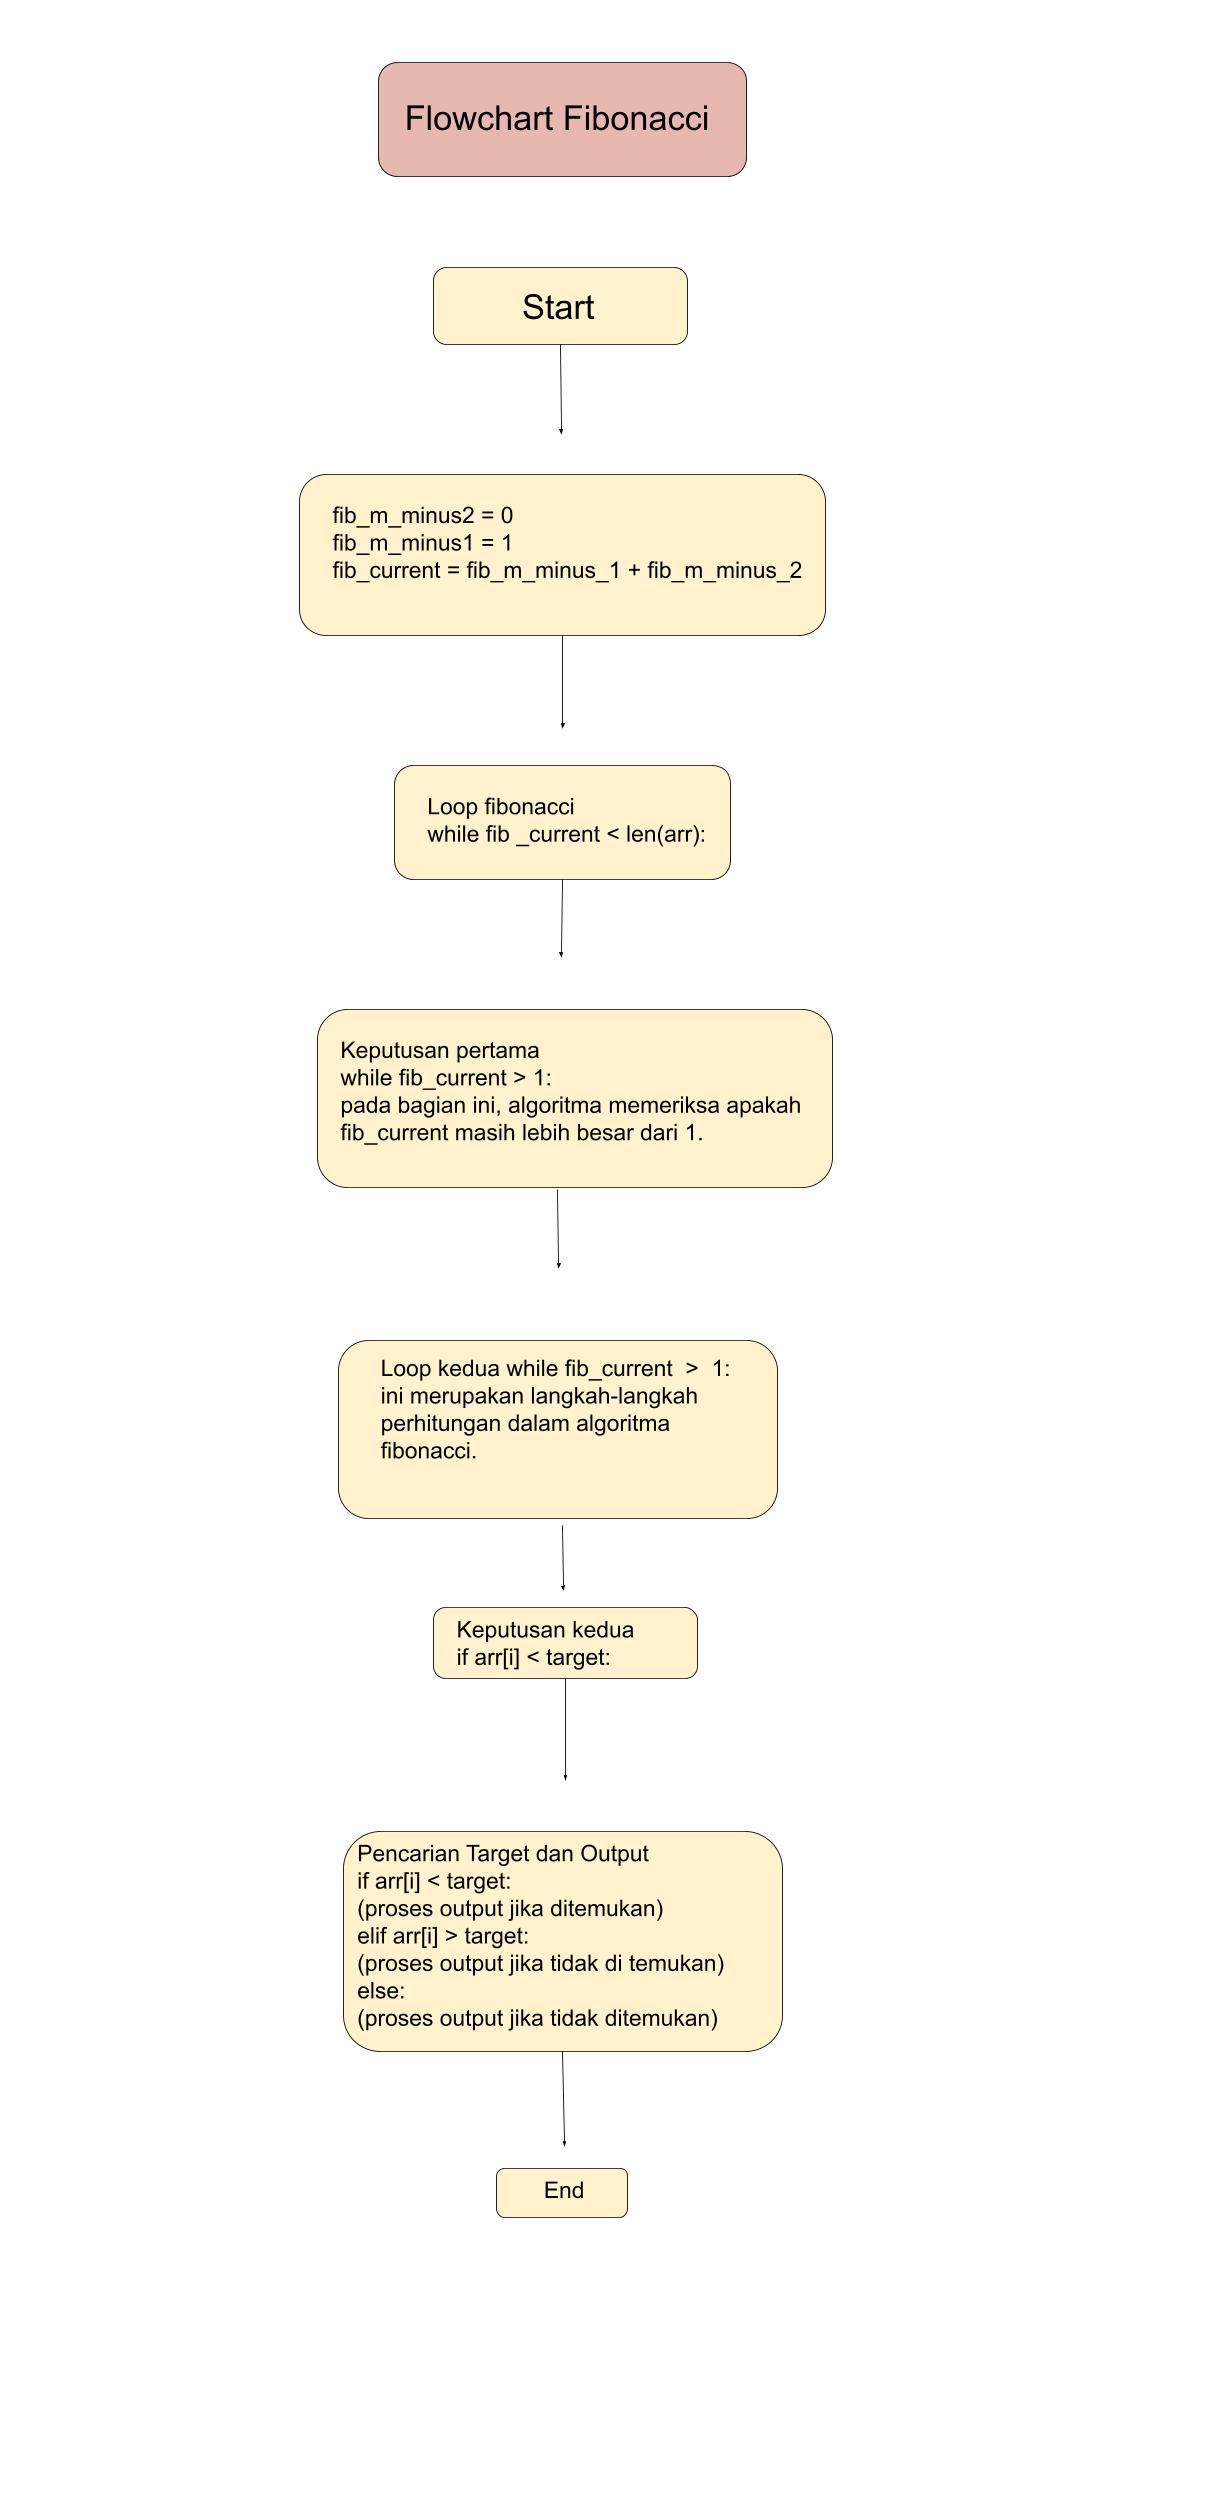 Flowchart Fibonacci
Start
fib_m_minus2 = 0
fib_m_minus1 = 1
fib_current = fib_m_minus_1 + fib_m_minus_2
Loop fibonacci
while fib _current < len(arr):
Keputusan pertama
while fib_current > 1:
pada bagian ini, algoritma memeriksa apakah
fib_current masih lebih besar dari 1.
Loop kedua while fib_current  >  1:
ini merupakan langkah-langkah
perhitungan dalam algoritma
fibonacci.
Keputusan kedua
if arr[i] < target:
Pencarian Target dan Output
if arr[i] < target:
(proses output jika ditemukan)
elif arr[i] > target:
(proses output jika tidak di temukan)
else:
(proses output jika tidak ditemukan)
End